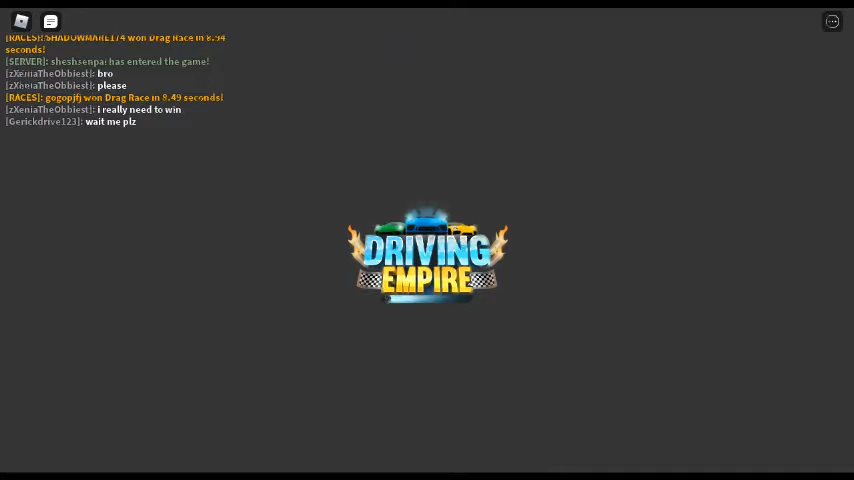 [RACES]: SHADOWMARE174 won Drag Race in 8.94
seconds!
[SERVER]: sheshsenpai has entered the game!
[zXeniaTheObbiest]: bro
[zXeniaTheObbiest]: please
[RACES]: gogopjfj won Drag Race in 8.49 seconds!
[zXeniaTheObbiest]: i really need to win
[Gerickdrive123]: wait me plz
DRIVING
EMPIRE